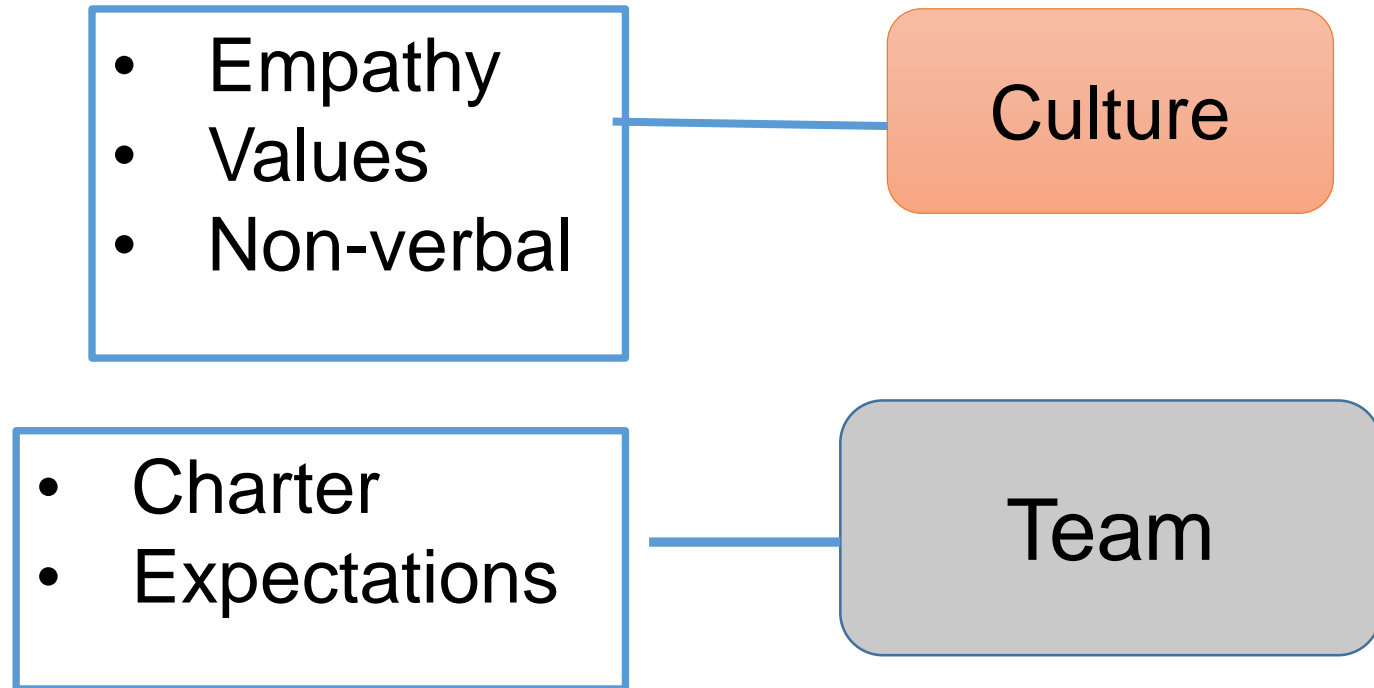 • Empathy
• Values
• Non-verbal
Culture
• Charter
• Expectations
Team